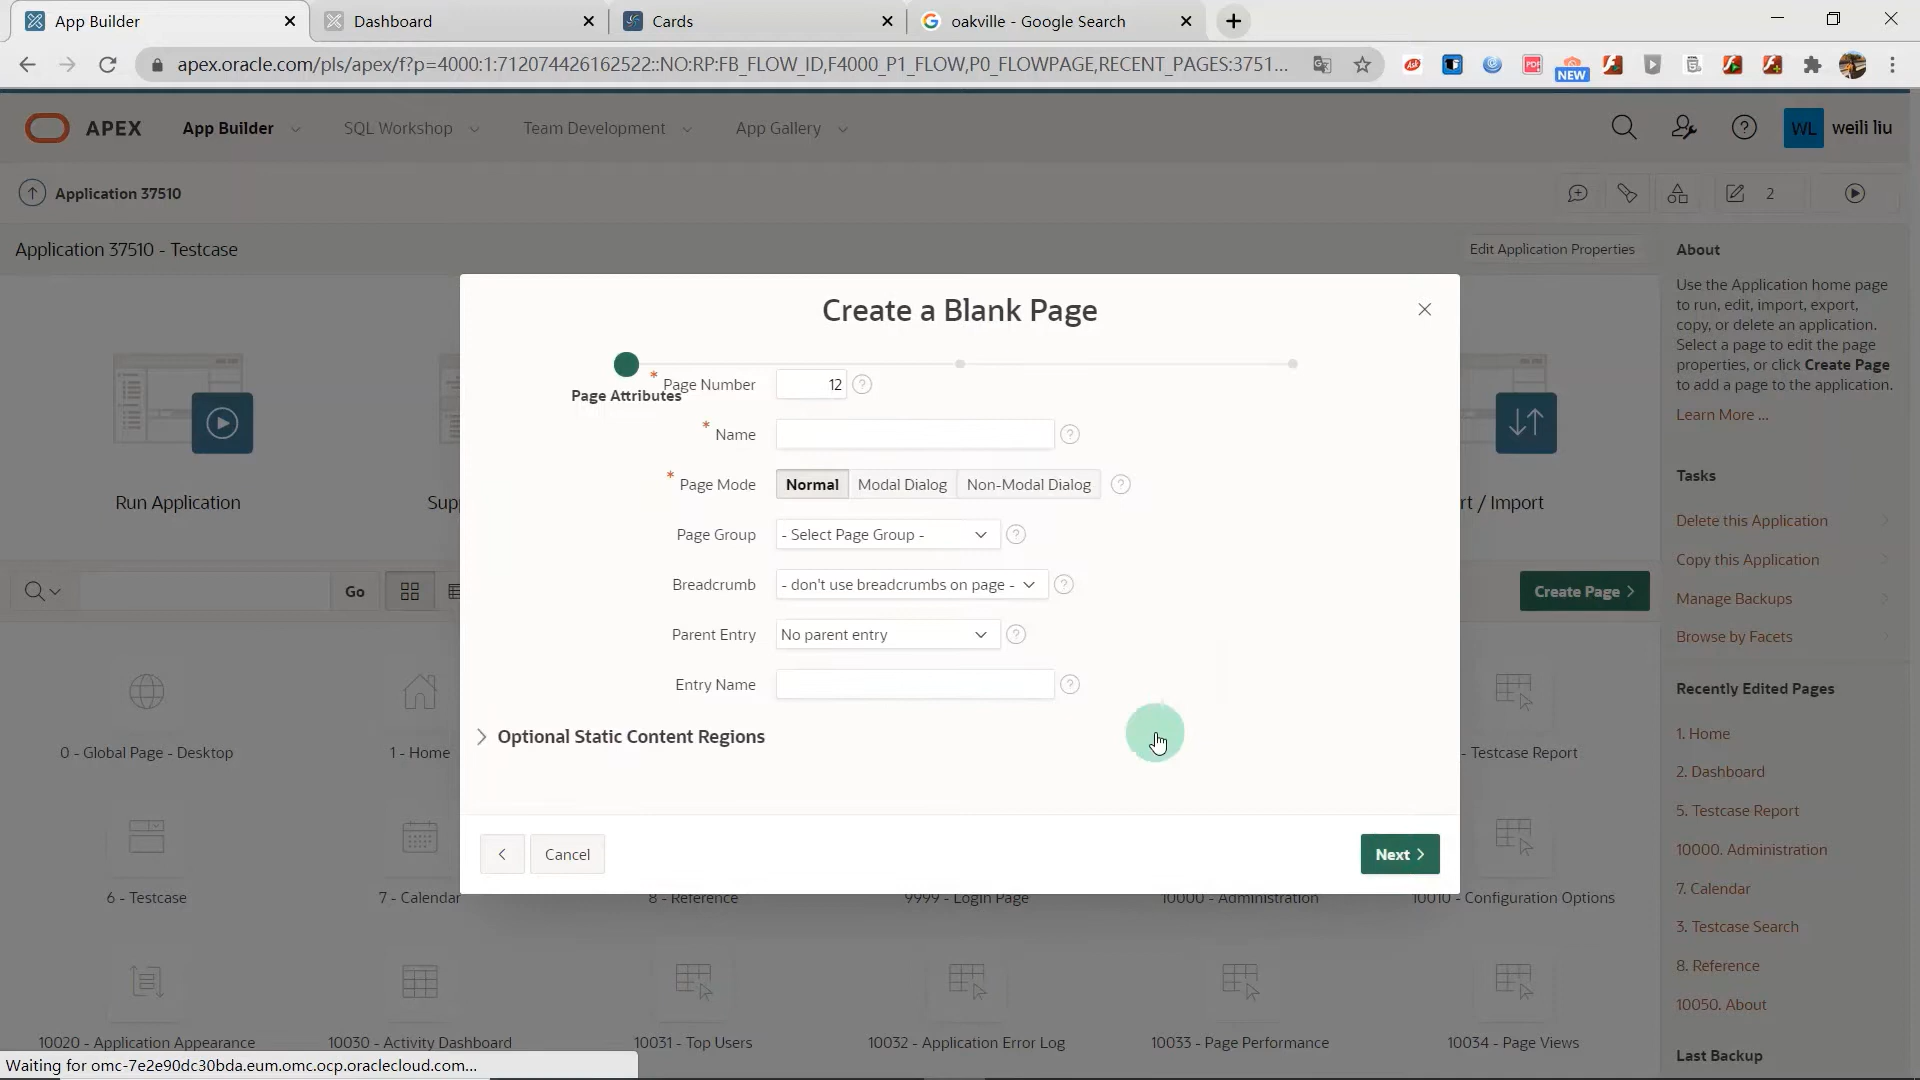 App Builder
Dashboard
Cards
oakville - Google Search
apex.oracle.com/pls/apex/f?p=4000:1:712074426162522::NO:RP:FB_FLOW_ID,F4000_P1_FLOW,P0_FLOWPAGE,RECENT_PAGES:3751...
Ask
PDF
NEW
APEX
App Builder
SQL Workshop
Team Development
App Gallery
WL
weili liu
Application 37510
2
Application 37510 - Testcase
Edit Application Properties
About
Use the Application home page
to run, edit, import, export,
copy, or delete an application.
Select a page to edit the page
properties, or click Create Page
to add a page to the application.
Learn More ...
Run Application
Sup
rt / Import
Create a Blank Page
Page Attributes
* Page Number
12
* Name
* Page Mode
Normal
Modal Dialog
Non-Modal Dialog
Page Group
- Select Page Group -
Breadcrumb
- don't use breadcrumbs on page -
Parent Entry
No parent entry
Entry Name
Optional Static Content Regions
Cancel
Next
Tasks
Delete this Application
Copy this Application
Manage Backups
Browse by Facets
Go
Create Page
Recently Edited Pages
1. Home
2. Dashboard
5. Testcase Report
10000. Administration
7. Calendar
3. Testcase Search
8. Reference
10050. About
Last Backup
0 - Global Page - Desktop
1 - Home
- Testcase Report
6 - Testcase
7 - Calendar
8 - Reference
9999 - Login Page
10000 - Administration
10010 - Configuration Options
10020 - Application Appearance
10030 - Activity Dashboard
10031 - Top Users
10032 - Application Error Log
10033 - Page Performance
10034 - Page Views
Waiting for omc-7e2e90dc30bda.eum.omc.ocp.oraclecloud.com...